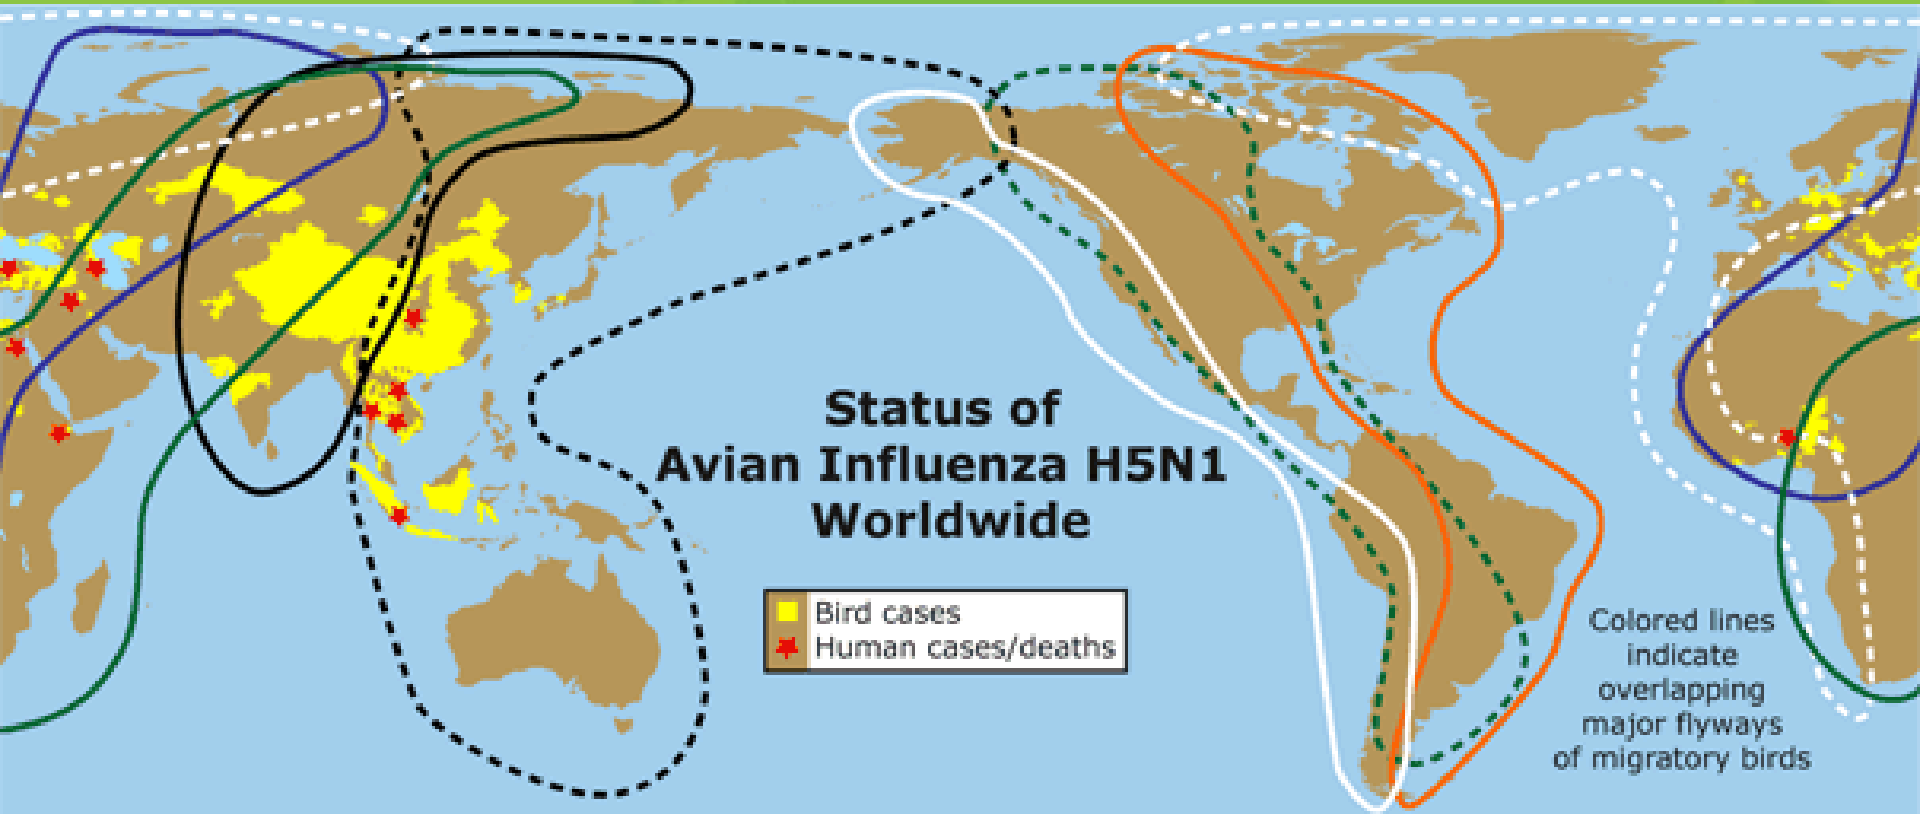 Status of
Avian Influenza H5N1
Worldwide
Bird cases
Human cases/deaths
Colored lines
indicate
overlapping
major flyways
of migratory birds